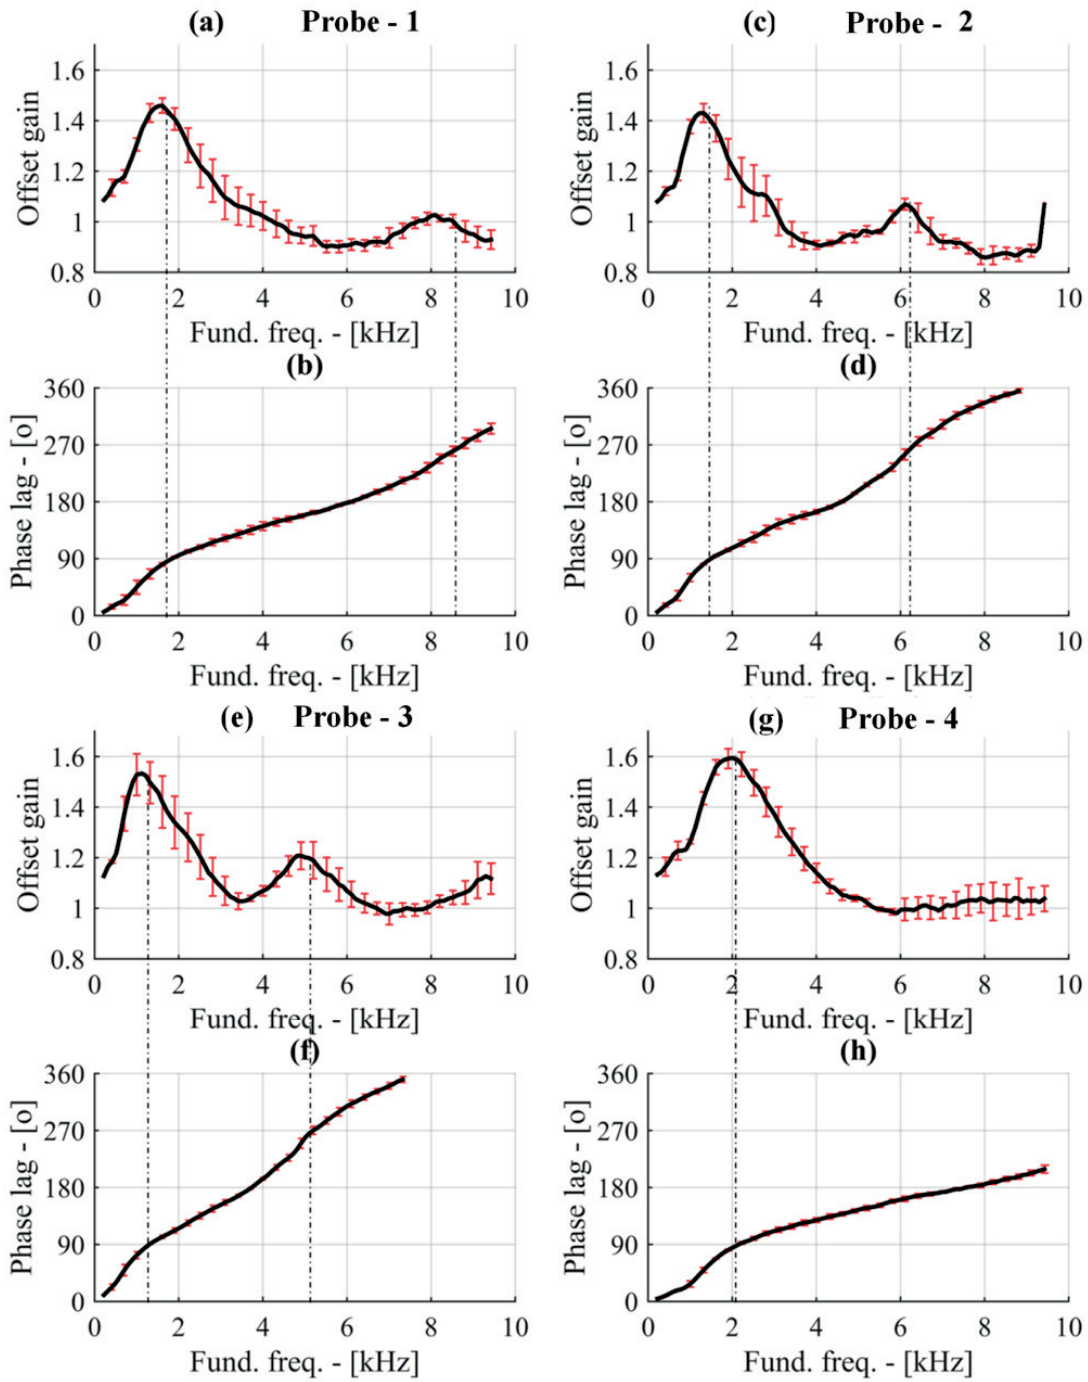 (a) Probe - 1
Offset gain
1.6
1.4
1.2
1
0.8
0 2 4 6 8 10
Fund. freq. - [kHz]
(b)
Phase lag - [o]
360
270
180
90
0
0 2 4 6 8 10
Fund. freq. - [kHz]
(c) Probe - 2
Offset gain
1.6
1.4
1.2
1
0.8
0 2 4 6 8 10
Fund. freq. - [kHz]
(d)
Phase lag - [o]
360
270
180
90
0
0 2 4 6 8 10
Fund. freq. - [kHz]
(e) Probe - 3
Offset gain
1.6
1.4
1.2
1
0.8
0 2 4 6 8 10
Fund. freq. - [kHz]
(f)
Phase lag - [o]
360
270
180
90
0
0 2 4 6 8 10
Fund. freq. - [kHz]
(g) Probe - 4
Offset gain
1.6
1.4
1.2
1
0.8
0 2 4 6 8 10
Fund. freq. - [kHz]
(h)
Phase lag - [o]
360
270
180
90
0
0 2 4 6 8 10
Fund. freq. - [kHz]